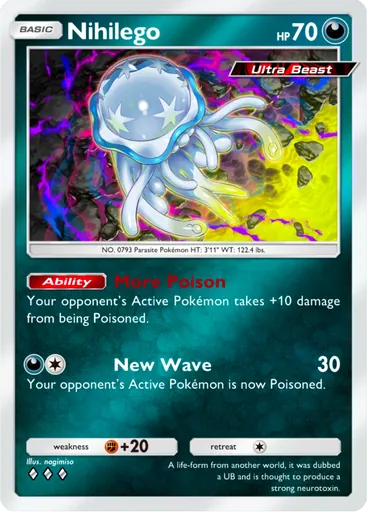 BASIC
Nihilego
HP 70
Ultra Beast
NO. 0793 Parasite Pokémon HT: 3'11" WT: 122.4 lbs.
Ability More Poison
Your opponent's Active Pokémon takes +10 damage
from being Poisoned.
New Wave 30
Your opponent's Active Pokémon is now Poisoned.
weakness +20 retreat
Illus. nagimiso
A life-form from another world, it was dubbed
a UB and is thought to produce a
strong neurotoxin.